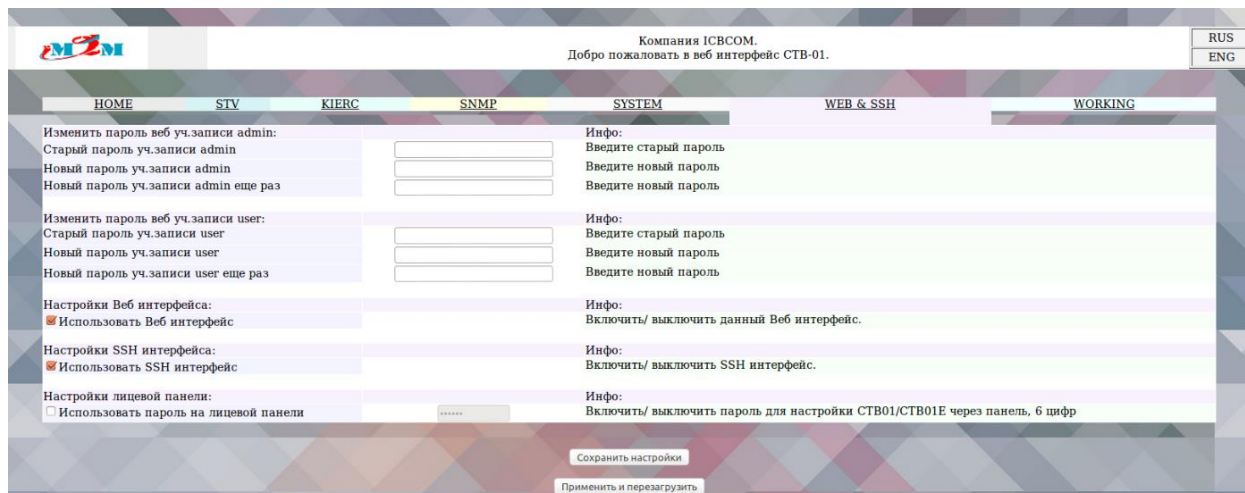 iM2M
Компания ICBCOM.
Добро пожаловать в веб интерфейс СТВ-01.
RUS
ENG
HOME STV KIERC SNMP SYSTEM WEB & SSH WORKING
Изменить пароль веб уч.записи admin: Инфо:
Старый пароль уч.записи admin Введите старый пароль
Новый пароль уч.записи admin Введите новый пароль
Новый пароль уч.записи admin еще раз Введите новый пароль
Изменить пароль веб уч.записи user: Инфо:
Старый пароль уч.записи user Введите старый пароль
Новый пароль уч.записи user Введите новый пароль
Новый пароль уч.записи user еще раз Введите новый пароль
Настройки Веб интерфейса: Инфо:
Использовать Веб интерфейс Включить/ выключить данный Веб интерфейс.
Настройки SSH интерфейса: Инфо:
Использовать SSH интерфейс Включить/ выключить SSH интерфейс.
Настройки лицевой панели: Инфо:
Использовать пароль на лицевой панели •••••• Включить/ выключить пароль для настройки СТВ01/СТВ01Е через панель, 6 цифр
Сохранить настройки
Применить и перезагрузить